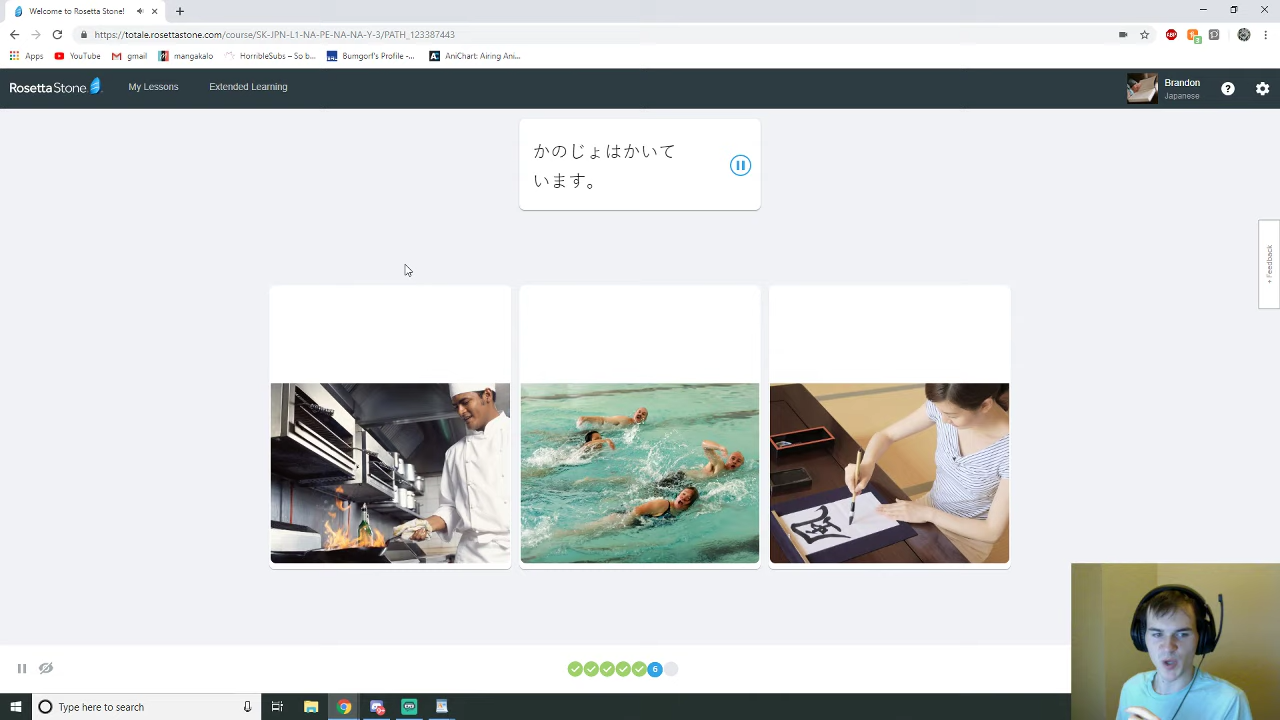 Welcome to Rosetta Stone!
https://totale.rosettastone.com/course/SK-JPN-L1-NA-PE-NA-NA-Y-3/PATH_123387443
Apps
YouTube
gmail
mangakalo
HorribleSubs – So b...
Bumgorf's Profile -...
AniChart: Airing Ani...
RosettaStone
My Lessons
Extended Learning
Brandon
Japanese
かのじょはかいて
います。
+ Feedback
6
Type here to search